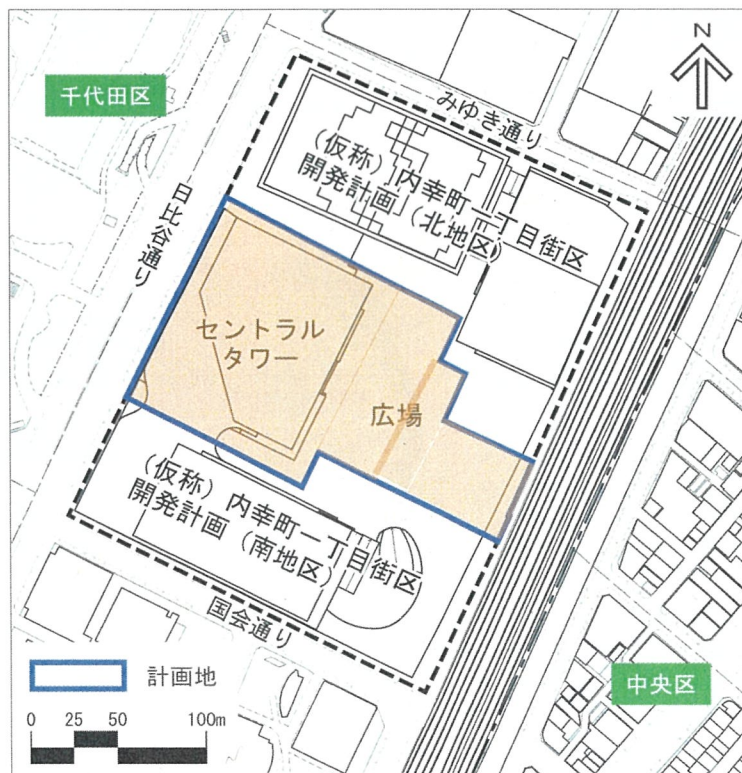 N
千代田区
みゆき通り
(仮称)内幸町一丁目街区
開発計画(北地区)
日比谷通り
セントラル
タワー
広場
(仮称)内幸町一丁目街区
開発計画(南地区)
国会通り
計画地
中央区
0 25 50 100m